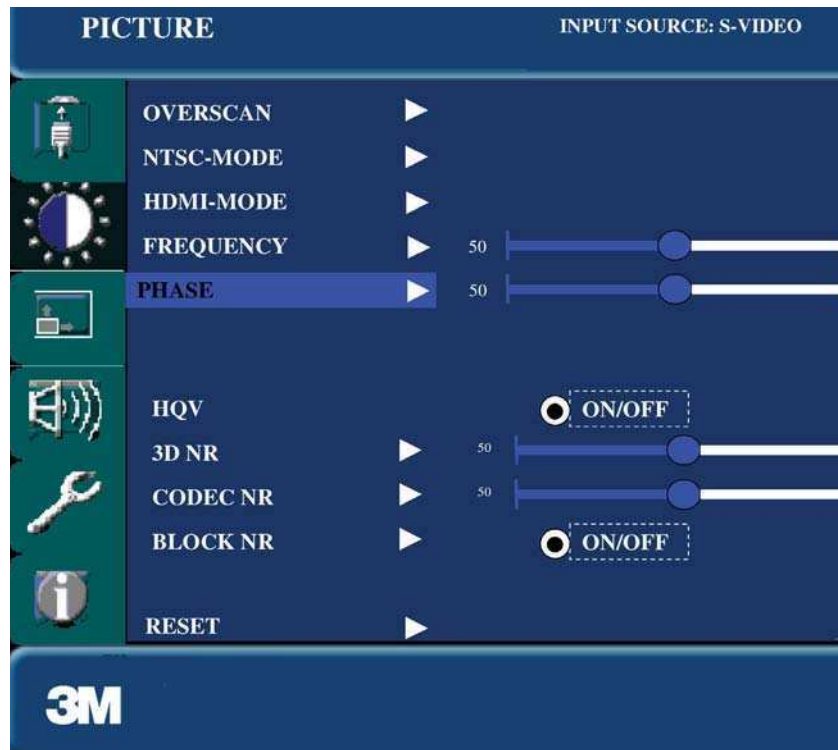 PICTURE INPUT SOURCE: S-VIDEO
OVERSCAN
NTSC-MODE
HDMI-MODE
FREQUENCY 50
PHASE 50
HQV ON/OFF
3D NR 50
CODEC NR 50
BLOCK NR ON/OFF
RESET
3M